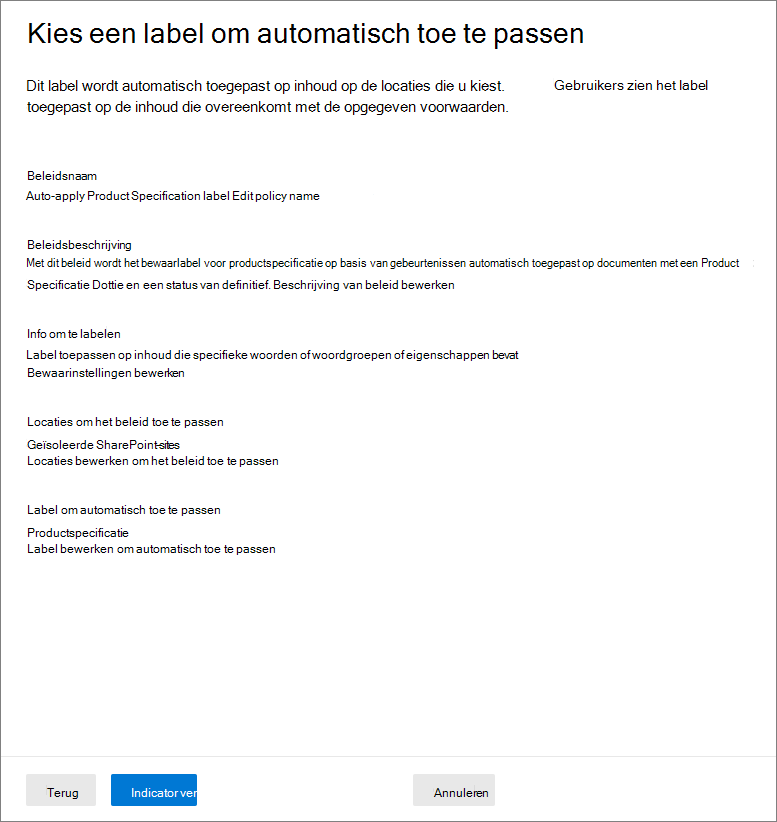 Kies een label om automatisch toe te passen
Dit label wordt automatisch toegepast op inhoud op de locaties die u kiest. Gebruikers zien het label
toegepast op de inhoud die overeenkomt met de opgegeven voorwaarden.
Beleidsnaam
Auto-apply Product Specification label Edit policy name
Beleidsbeschrijving
Met dit beleid wordt het bewaarlabel voor productspecificatie op basis van gebeurtenissen automatisch toegepast op documenten met een Product
Specificatie Dottie en een status van definitief. Beschrijving van beleid bewerken
Info om te labelen
Label toepassen op inhoud die specifieke woorden of woordgroepen of eigenschappen bevat
Bewaarinstellingen bewerken
Locaties om het beleid toe te passen
Geïsoleerde SharePoint-sites
Locaties bewerken om het beleid toe te passen
Label om automatisch toe te passen
Productspecificatie
Label bewerken om automatisch toe te passen
Terug Indicator ver Annuleren